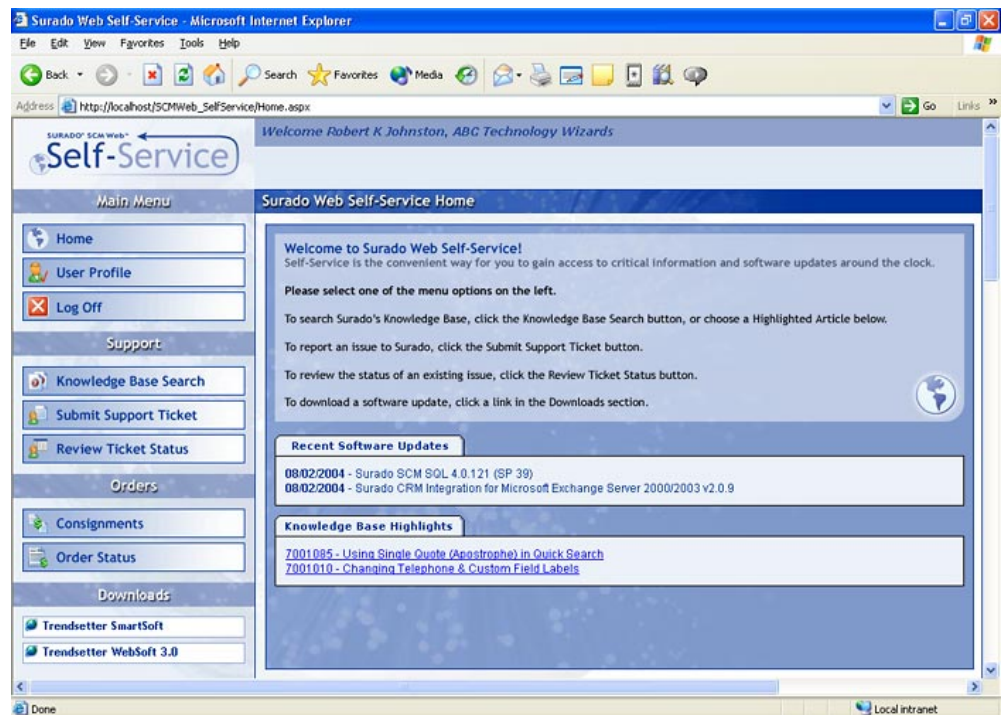 Surado Web Self-Service - Microsoft Internet Explorer
File Edit View Favorites Tools Help
Back Search Favorites Media
Address http://localhost/SCMWeb_SelfService/Home.aspx Go Links »
SURADO® SCM WEB™
Self-Service
Welcome Robert K Johnston, ABC Technology Wizards
Main Menu
Home
User Profile
Log Off
Support
Knowledge Base Search
Submit Support Ticket
Review Ticket Status
Orders
Consignments
Order Status
Downloads
Trendsetter SmartSoft
Trendsetter WebSoft 3.0
Surado Web Self-Service Home
Welcome to Surado Web Self-Service!
Self-Service is the convenient way for you to gain access to critical information and software updates around the clock.
Please select one of the menu options on the left.
To search Surado's Knowledge Base, click the Knowledge Base Search button, or choose a Highlighted Article below.
To report an issue to Surado, click the Submit Support Ticket button.
To review the status of an existing issue, click the Review Ticket Status button.
To download a software update, click a link in the Downloads section.
Recent Software Updates
08/02/2004 - Surado SCM SQL 4.0.121 (SP 39)
08/02/2004 - Surado CRM Integration for Microsoft Exchange Server 2000/2003 v2.0.9
Knowledge Base Highlights
7001085 - Using Single Quote (Apostrophe) in Quick Search
7001010 - Changing Telephone & Custom Field Labels
Done Local intranet